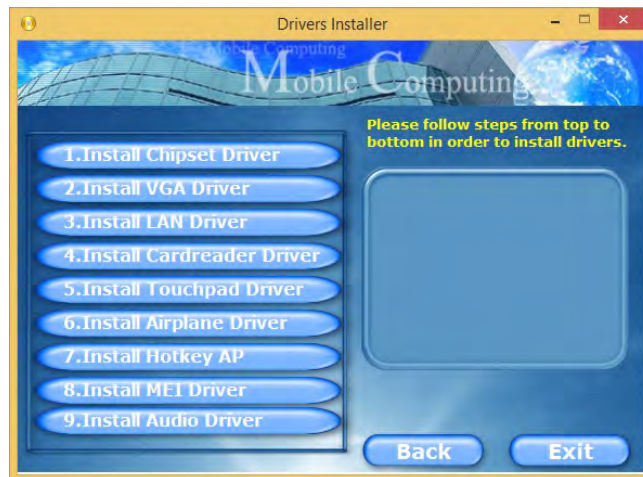 Drivers Installer
Mobile Computing
Mobile Computing
Please follow steps from top to
bottom in order to install drivers.
1.Install Chipset Driver
2.Install VGA Driver
3.Install LAN Driver
4.Install Cardreader Driver
5.Install Touchpad Driver
6.Install Airplane Driver
7.Install Hotkey AP
8.Install MEI Driver
9.Install Audio Driver
Back
Exit